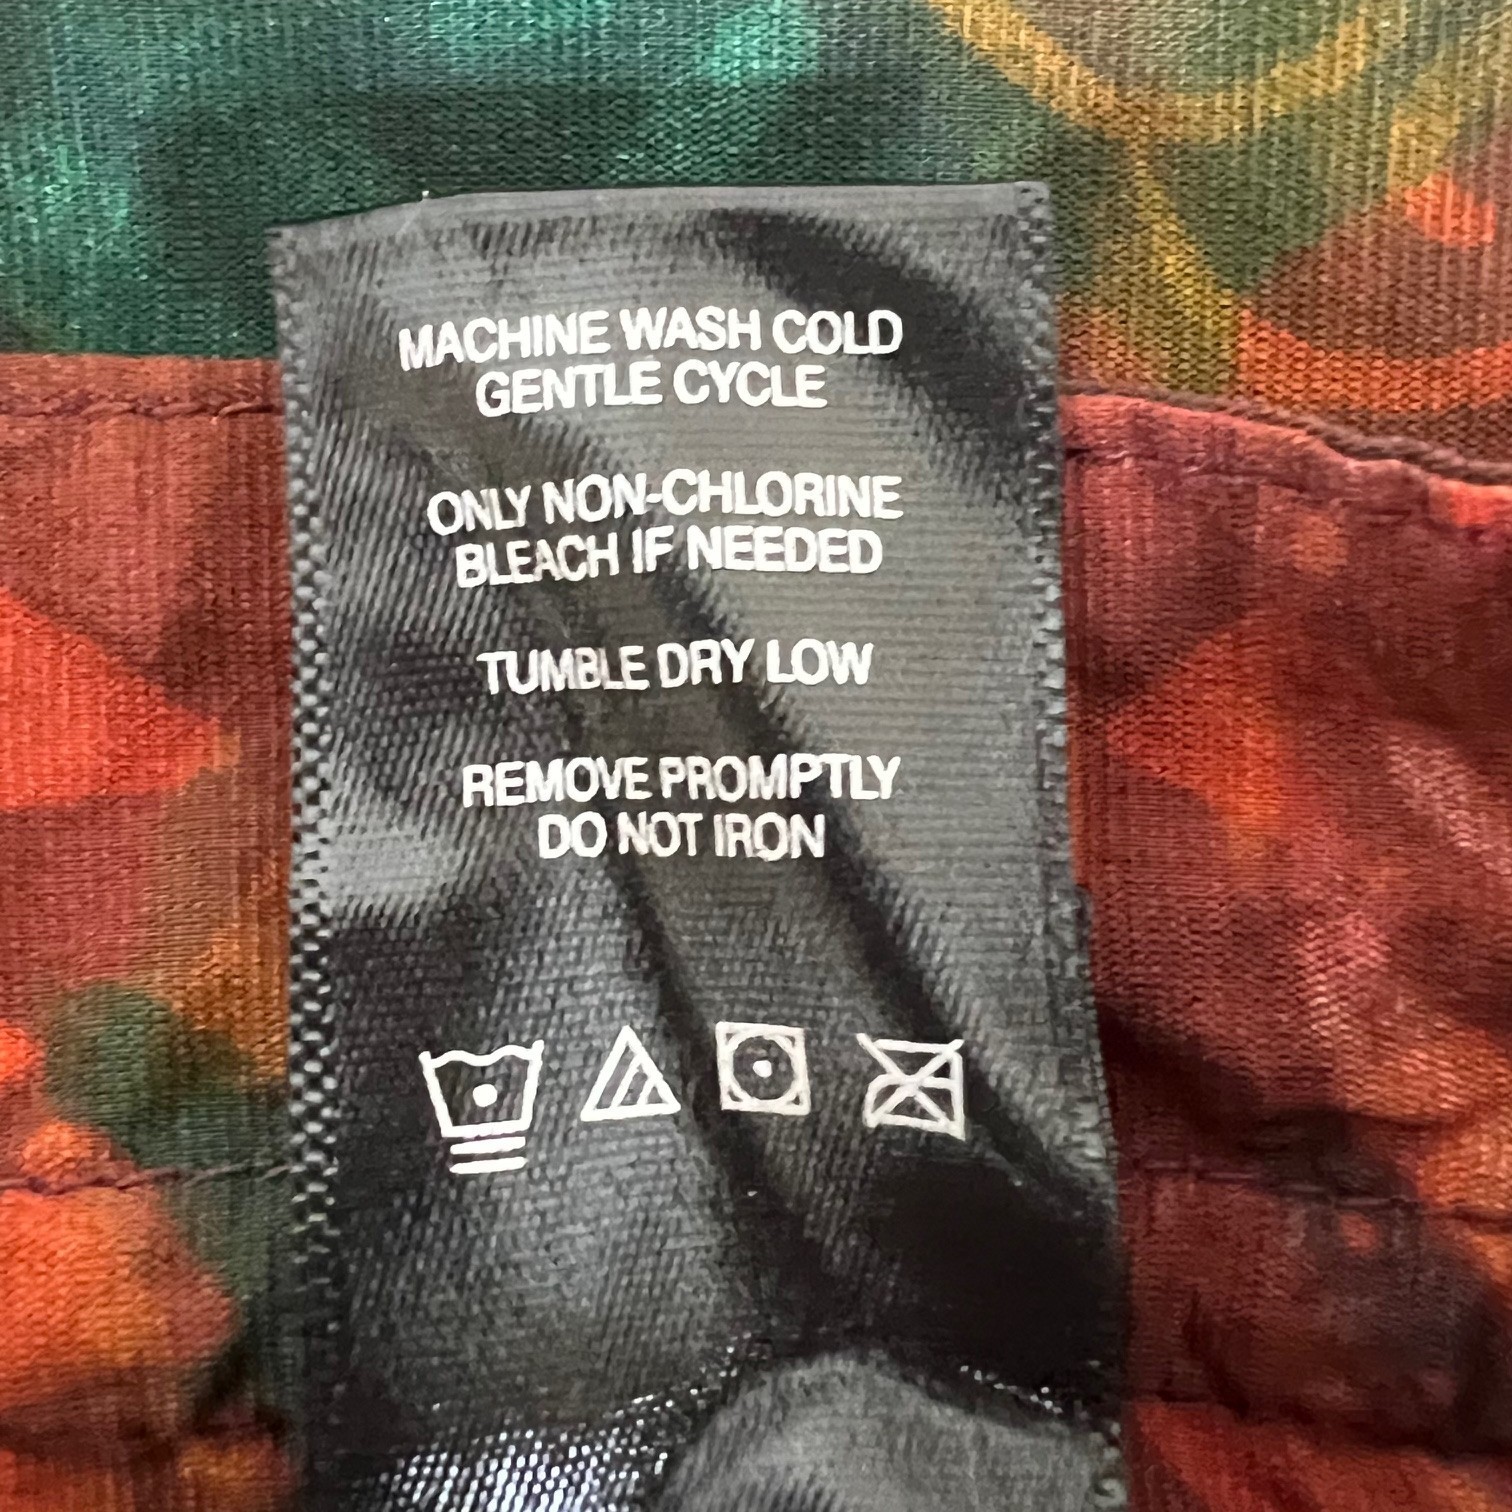 MACHINE WASH COLD
GENTLE CYCLE
ONLY NON-CHLORINE
BLEACH IF NEEDED
TUMBLE DRY LOW
REMOVE PROMPTLY
DO NOT IRON